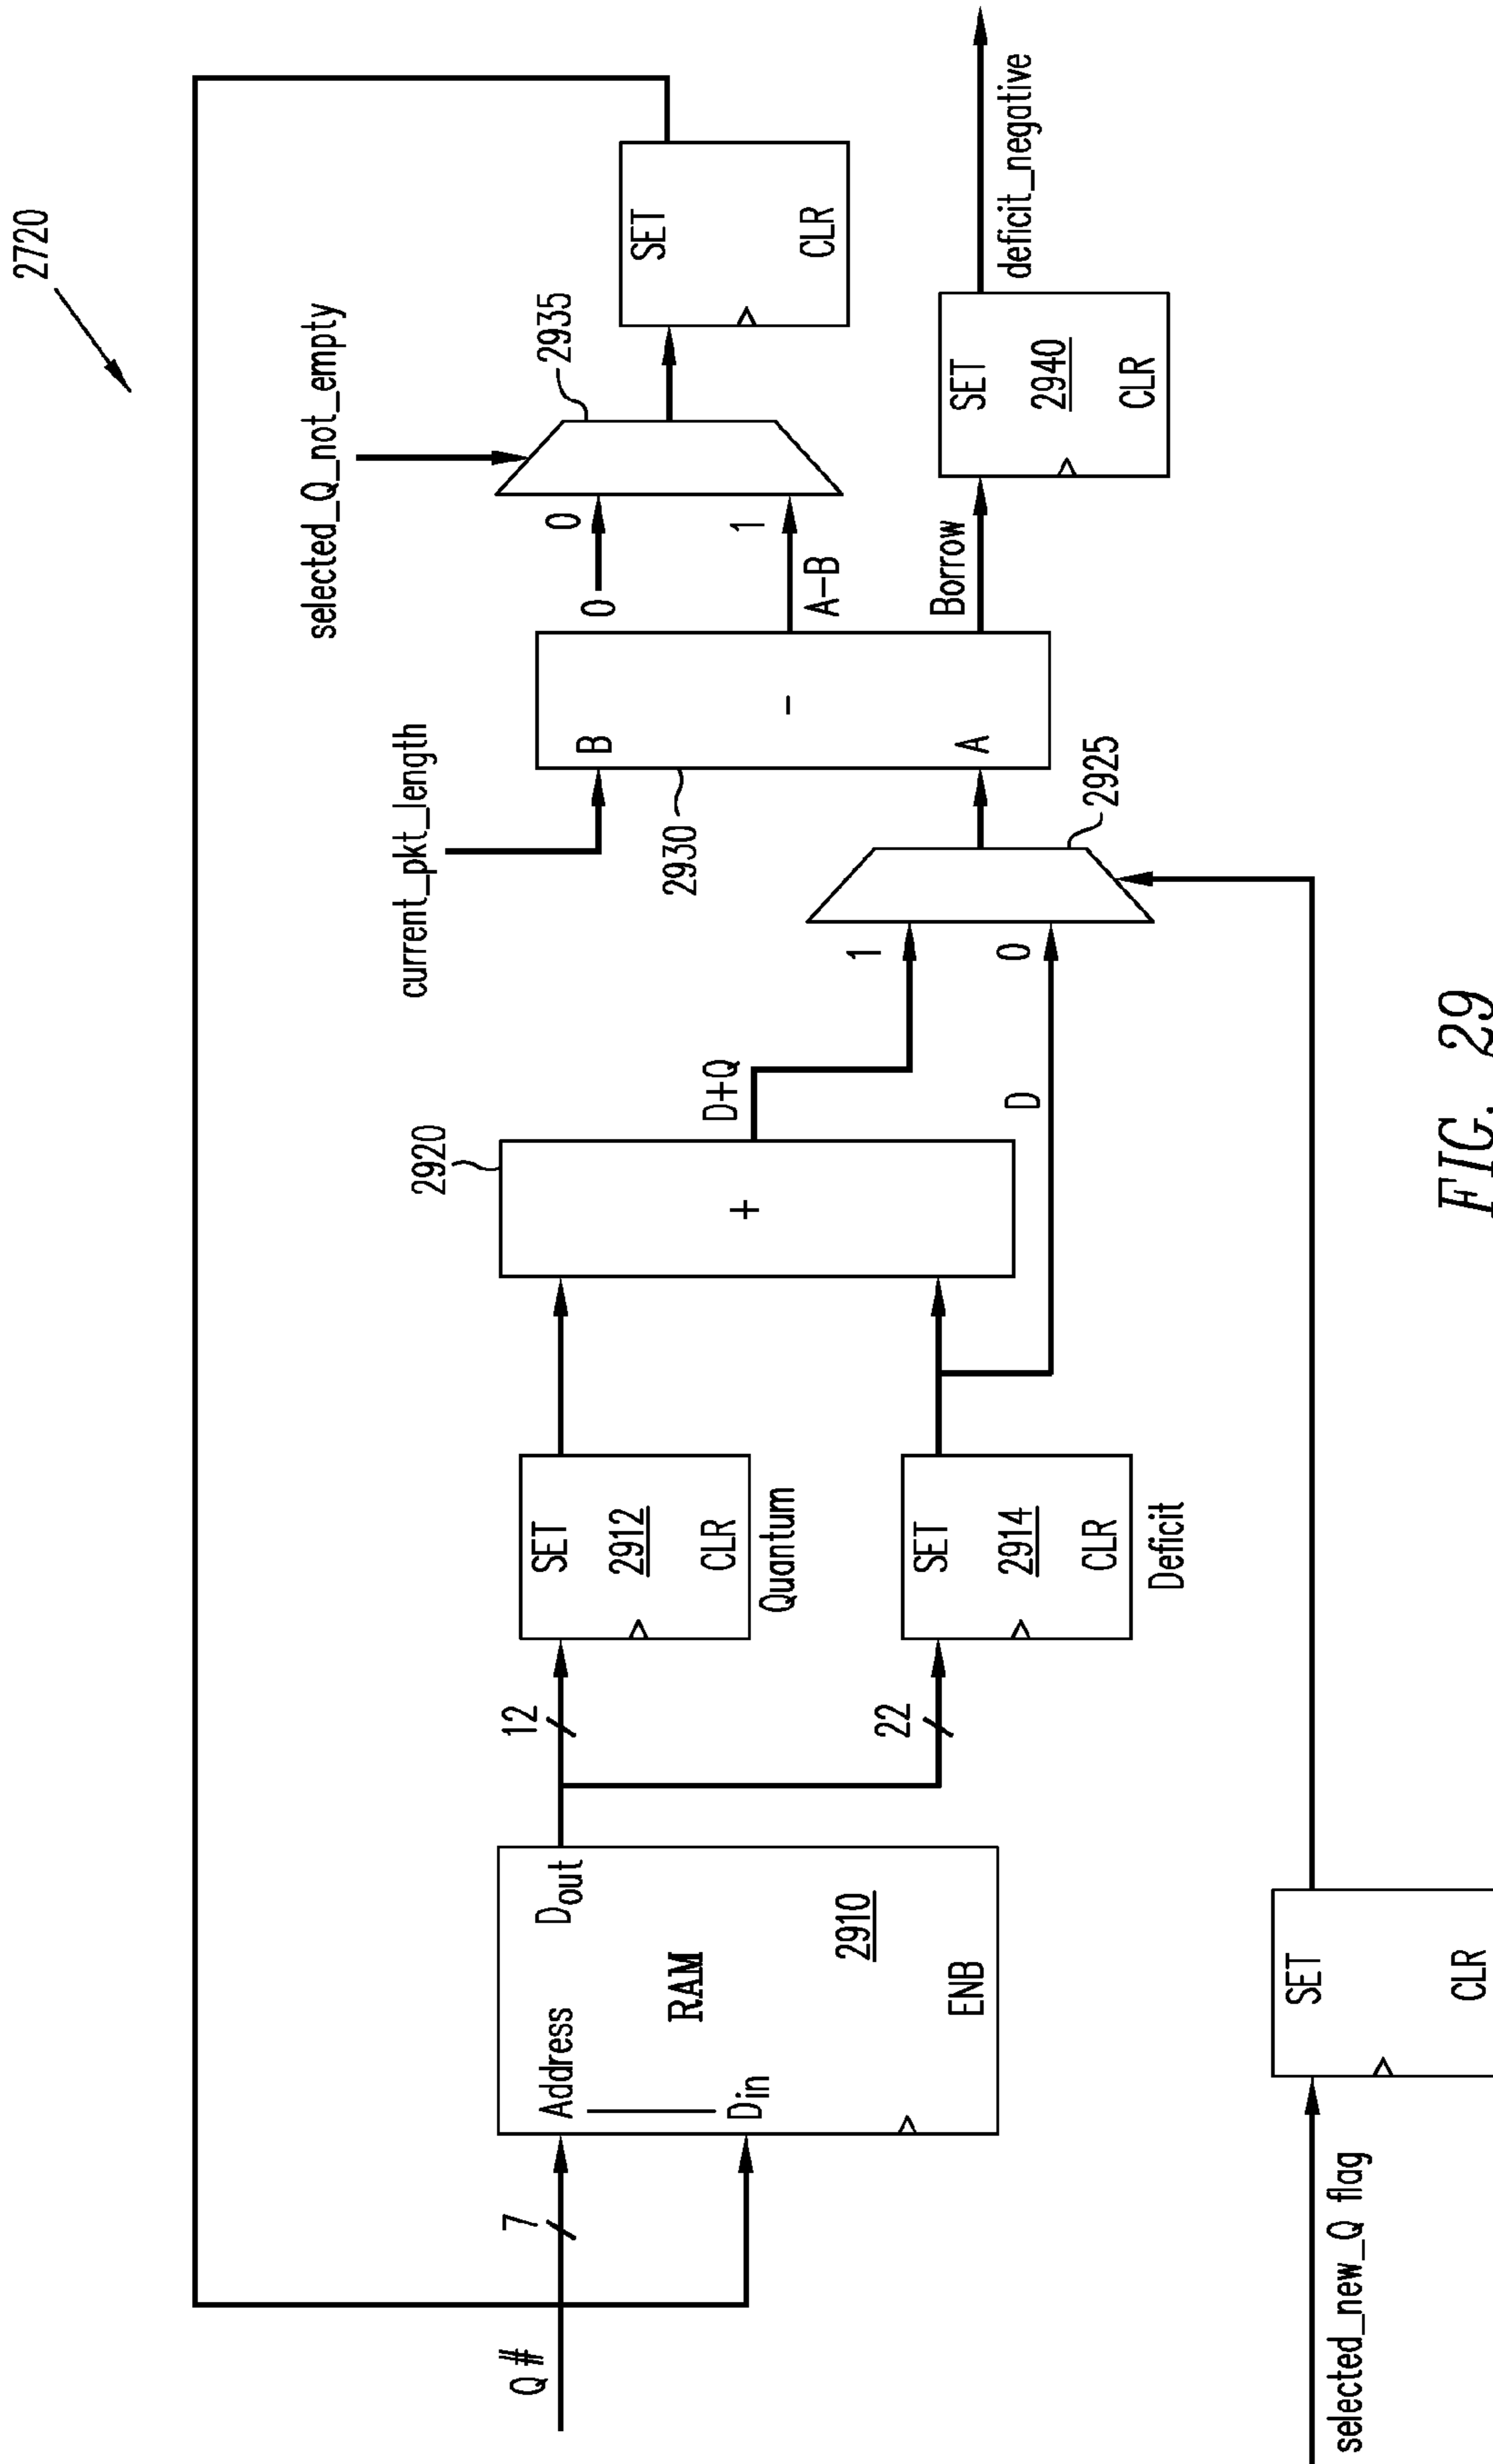 2720
selected_Q_not_empty
2935
SET
CLR
0
0
1
A-B
current_pkt_length
B
-
A
2930
Borrow
SET
2940
CLR
deficit_negative
2925
1
0
D+Q
D
2920
+
SET
2912
CLR
Quantum
SET
2914
CLR
Deficit
12
22
Address
Dout
RAM
2910
Din
ENB
7
Q #
selected_new_Q flag
SET
CLR
FIG. 29